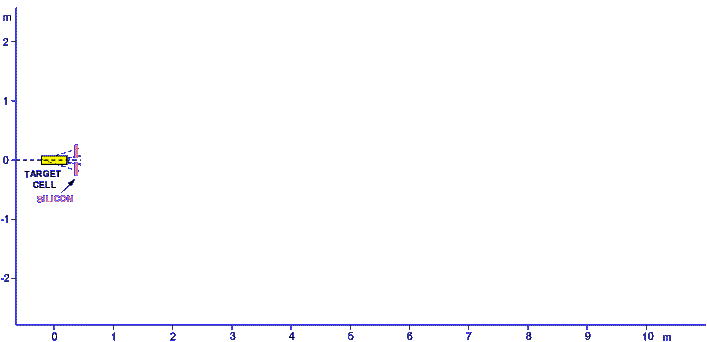 m
2
1
0
TARGET
CELL
SILICON
-1
-2
0 1 2 3 4 5 6 7 8 9 10 m